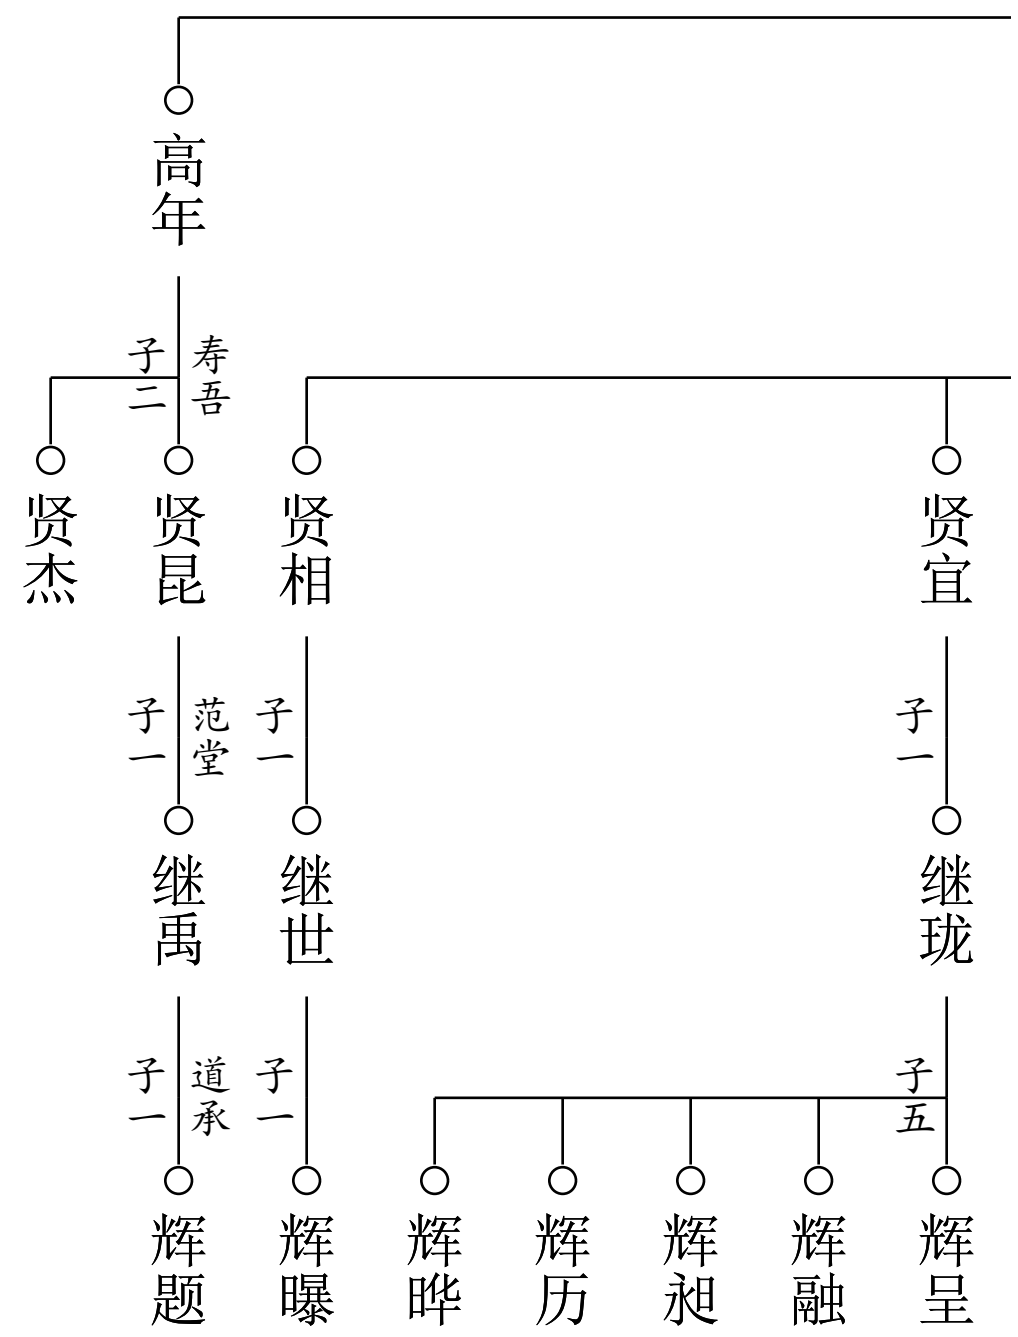 高年
寿吾
子二
贤宜
贤相
贤昆
贤杰
子一
子一
范堂
子一
继珑
继世
继禹
子五
子一
道承
子一
辉呈
辉融
辉昶
辉历
辉晔
辉曝
辉题